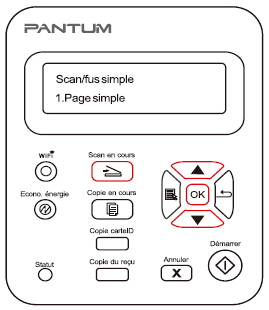 PANTUM
Scan/fus simple
1.Page simple
WiFi
Scan en cours
Econo. énergie
Copie en cours
OK
Copie carteID
Démarrer
Statut
Copie du reçu
Annuler
X